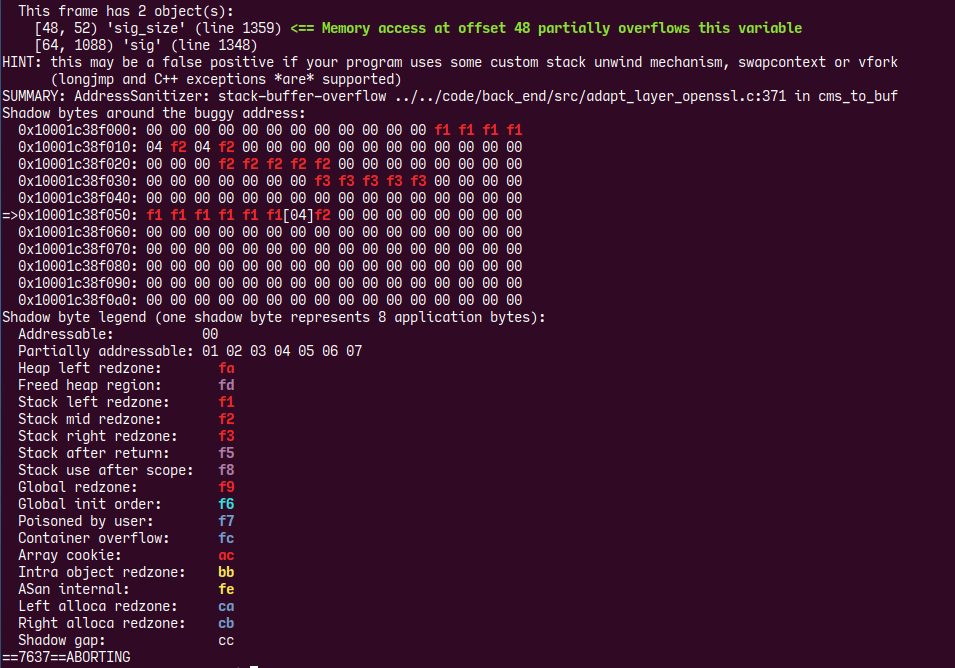 This frame has 2 object(s):
[48, 52) 'sig_size' (line 1359) <== Memory access at offset 48 partially overflows this variable
[64, 1088) 'sig' (line 1348)
HINT: this may be a false positive if your program uses some custom stack unwind mechanism, swapcontext or vfork
(longjmp and C++ exceptions *are* supported)
SUMMARY: AddressSanitizer: stack-buffer-overflow ../../code/back_end/src/adapt_layer_openssl.c:371 in cms_to_buf
Shadow bytes around the buggy address:
0x10001c38f000: 00 00 00 00 00 00 00 00 00 00 00 00 f1 f1 f1 f1
0x10001c38f010: 04 f2 04 f2 00 00 00 00 00 00 00 00 00 00 00 00
0x10001c38f020: 00 00 00 f2 f2 f2 f2 f2 00 00 00 00 00 00 00 00
0x10001c38f030: 00 00 00 00 00 00 00 f3 f3 f3 f3 f3 00 00 00 00
0x10001c38f040: 00 00 00 00 00 00 00 00 00 00 00 00 00 00 00 00
=>0x10001c38f050: f1 f1 f1 f1 f1 f1[04]f2 00 00 00 00 00 00 00 00
0x10001c38f060: 00 00 00 00 00 00 00 00 00 00 00 00 00 00 00 00
0x10001c38f070: 00 00 00 00 00 00 00 00 00 00 00 00 00 00 00 00
0x10001c38f080: 00 00 00 00 00 00 00 00 00 00 00 00 00 00 00 00
0x10001c38f090: 00 00 00 00 00 00 00 00 00 00 00 00 00 00 00 00
0x10001c38f0a0: 00 00 00 00 00 00 00 00 00 00 00 00 00 00 00 00
Shadow byte legend (one shadow byte represents 8 application bytes):
Addressable: 00
Partially addressable: 01 02 03 04 05 06 07
Heap left redzone: fa
Freed heap region: fd
Stack left redzone: f1
Stack mid redzone: f2
Stack right redzone: f3
Stack after return: f5
Stack use after scope: f8
Global redzone: f9
Global init order: f6
Poisoned by user: f7
Container overflow: fc
Array cookie: ac
Intra object redzone: bb
ASan internal: fe
Left alloca redzone: ca
Right alloca redzone: cb
Shadow gap: cc
==7637==ABORTING